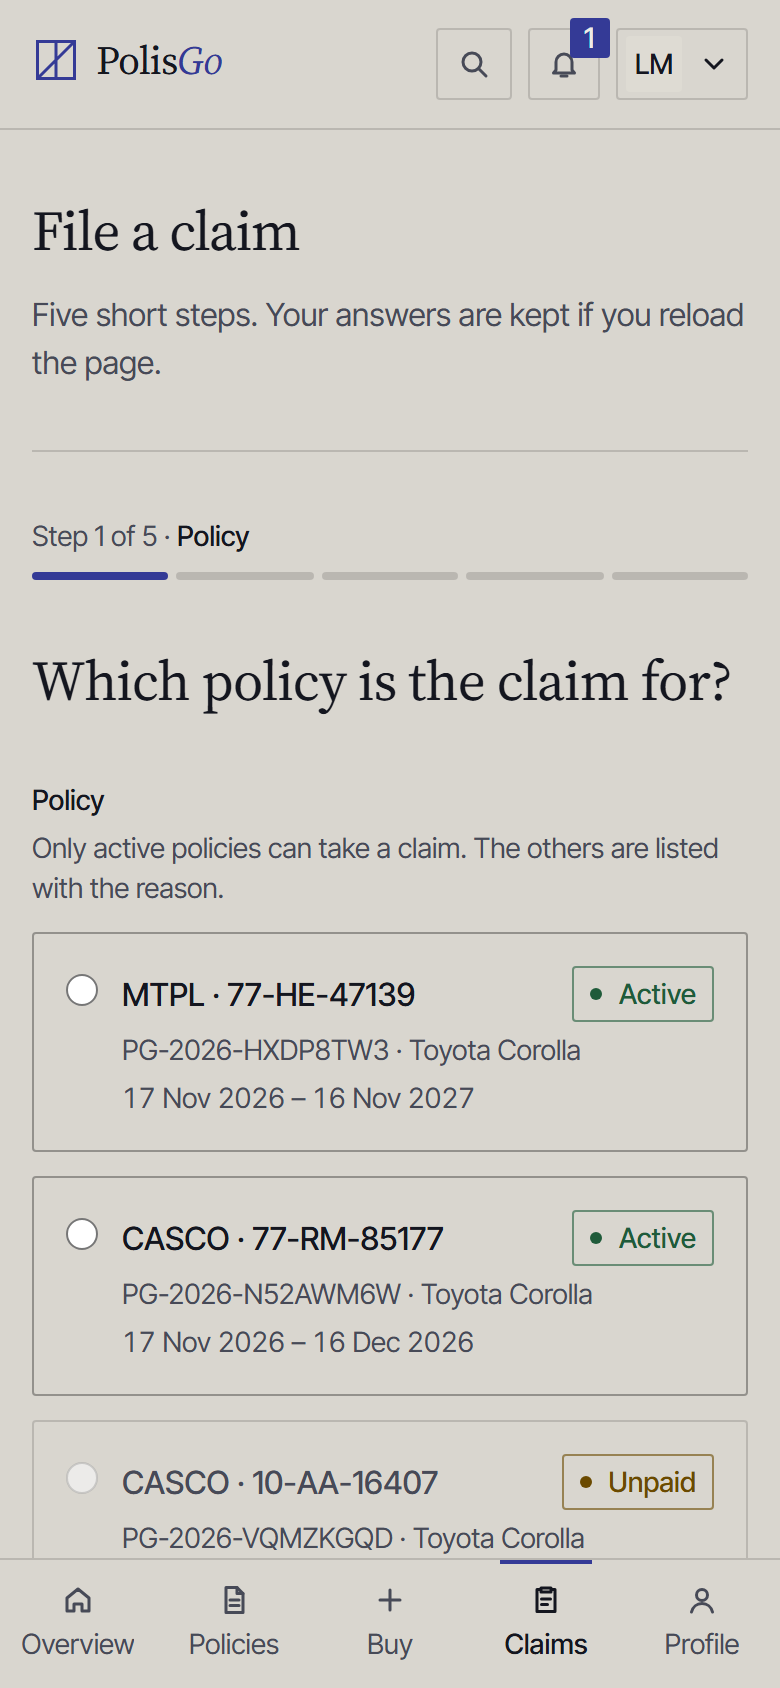 PolisGo
1
LM
File a claim
Five short steps. Your answers are kept if you reload
the page.
Step 1 of 5 · Policy
Which policy is the claim for?
Policy
Only active policies can take a claim. The others are listed
with the reason.
MTPL · 77-HE-47139
Active
PG-2026-HXDP8TW3 · Toyota Corolla
17 Nov 2026 – 16 Nov 2027
CASCO · 77-RM-85177
Active
PG-2026-N52AWM6W · Toyota Corolla
17 Nov 2026 – 16 Dec 2026
CASCO · 10-AA-16407
Unpaid
PG-2026-VQMZKGQD · Toyota Corolla
Overview
Policies
Buy
Claims
Profile